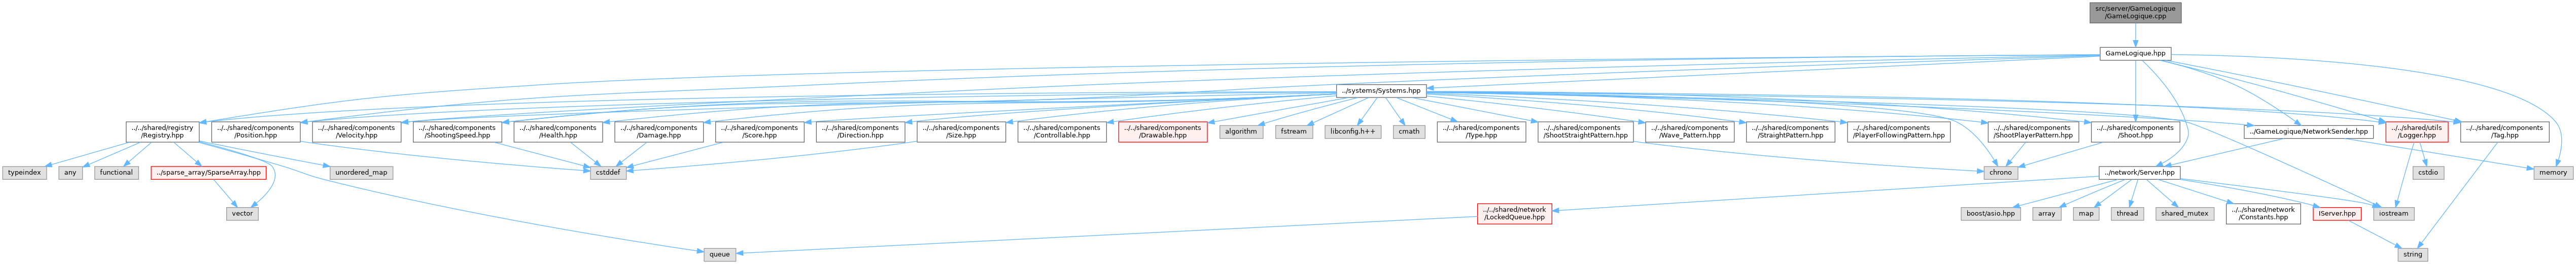 src/server/GameLogique
/GameLogique.cpp
GameLogique.hpp
../systems/Systems.hpp
../../shared/registry
/Registry.hpp
../../shared/components
/Position.hpp
../../shared/components
/Velocity.hpp
../../shared/components
/ShootingSpeed.hpp
../../shared/components
/Health.hpp
../../shared/components
/Damage.hpp
../../shared/components
/Score.hpp
../../shared/components
/Direction.hpp
../../shared/components
/Size.hpp
../../shared/components
/Controllable.hpp
../../shared/components
/Drawable.hpp
algorithm
fstream
libconfig.h++
cmath
../../shared/components
/Type.hpp
../../shared/components
/ShootStraightPattern.hpp
../../shared/components
/Wave_Pattern.hpp
../../shared/components
/StraightPattern.hpp
../../shared/components
/PlayerFollowingPattern.hpp
../../shared/components
/ShootPlayerPattern.hpp
../../shared/components
/Shoot.hpp
../GameLogique/NetworkSender.hpp
../../shared/utils
/Logger.hpp
../../shared/components
/Tag.hpp
typeindex
any
functional
../sparse_array/SparseArray.hpp
unordered_map
cstddef
chrono
../network/Server.hpp
cstdio
memory
vector
../../shared/network
/LockedQueue.hpp
boost/asio.hpp
array
map
thread
shared_mutex
../../shared/network
/Constants.hpp
IServer.hpp
iostream
queue
string